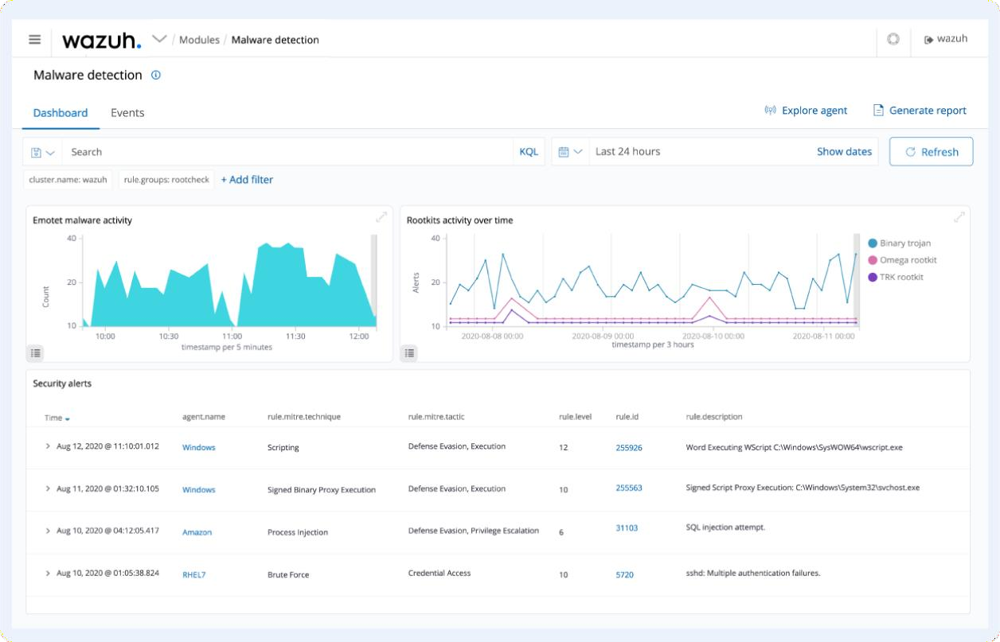 wazuh. / Modules / Malware detection wazuh
Malware detection
Dashboard Events Explore agent Generate report
Search KQL Last 24 hours Show dates Refresh
cluster.name: wazuh rule.groups: rootcheck + Add filter
Emotet malware activity
40
20
10
Count
10:00 10:30 11:00 11:30 12:00
timestamp per 5 minutes
Rootkits activity over time
40
20
10
Alerts
2020-08-08 00:00 2020-08-09 00:00 2020-08-10 00:00 2020-08-11 00:00
timestamp per 3 hours
Binary trojan
Omega rootkit
TRK rootkit
Security alerts
Time agent.name rule.mitre.technique rule.mitre.tactic rule.level rule.id rule.description
Aug 12, 2020 @ 11:10:01.012 Windows Scripting Defense Evasion, Execution 12 255926 Word Executing WScript C:\Windows\SysWOW64\wscript.exe
Aug 11, 2020 @ 01:32:10.105 Windows Signed Binary Proxy Execution Defense Evasion, Execution 10 255563 Signed Script Proxy Execution: C:\Windows\System32\svchost.exe
Aug 10, 2020 @ 04:12:05.417 Amazon Process Injection Defense Evasion, Privilege Escalation 6 31103 SQL injection attempt.
Aug 10, 2020 @ 01:05:38.824 RHEL7 Brute Force Credential Access 10 5720 sshd: Multiple authentication failures.